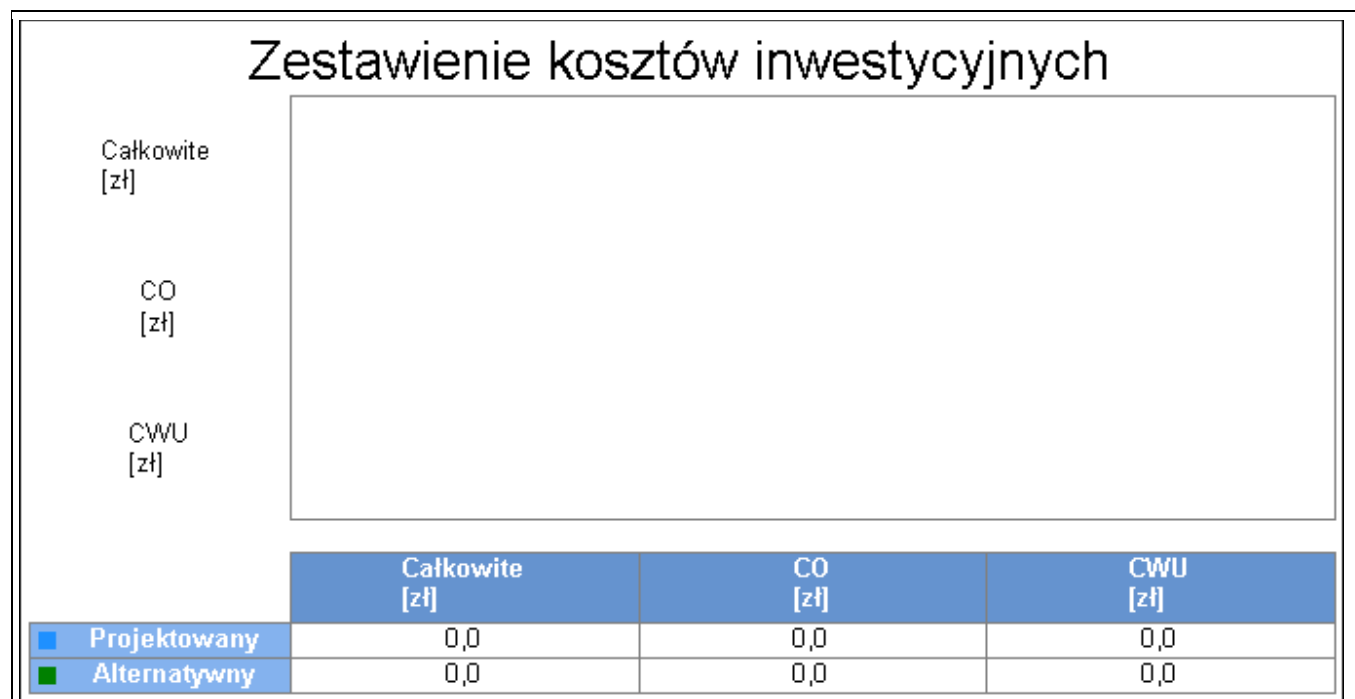 Zestawienie kosztów inwestycyjnych
Całkowite
[zł]
CO
[zł]
CWU
[zł]
Całkowite CO CWU
[zł] [zł] [zł]
Projektowany 0,0 0,0 0,0
Alternatywny 0,0 0,0 0,0